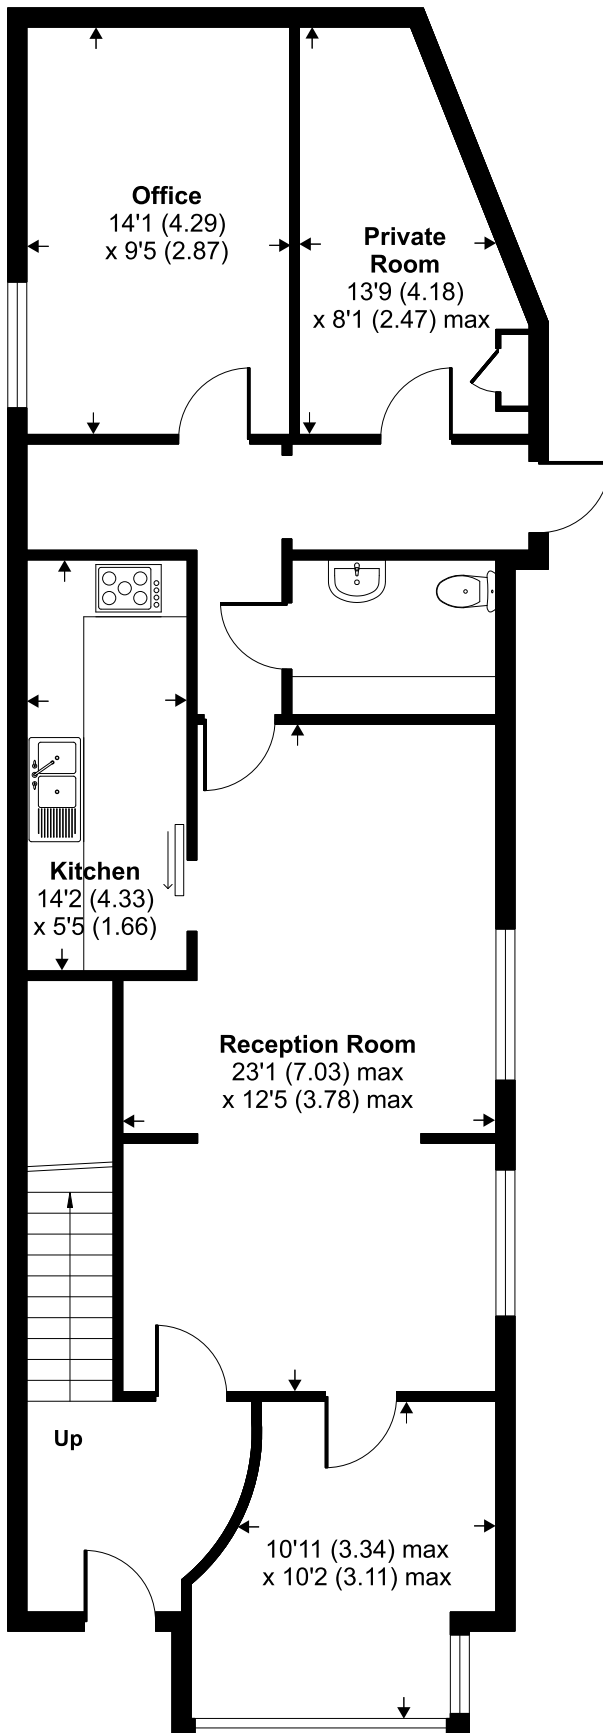 Office
14'1 (4.29)
x 9'5 (2.87)
Private
Room
13'9 (4.18)
x 8'1 (2.47) max
Kitchen
14'2 (4.33)
x 5'5 (1.66)
Reception Room
23'1 (7.03) max
x 12'5 (3.78) max
Up
10'11 (3.34) max
x 10'2 (3.11) max